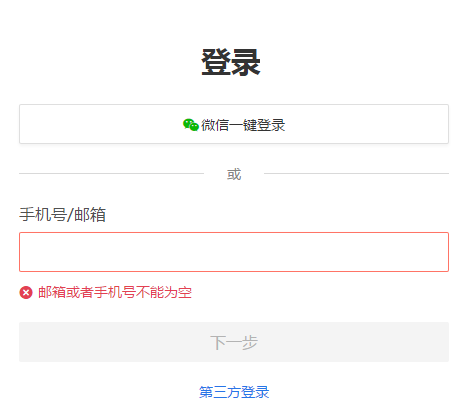 登录
微信一键登录
或
手机号/邮箱
邮箱或者手机号不能为空
下一步
第三方登录